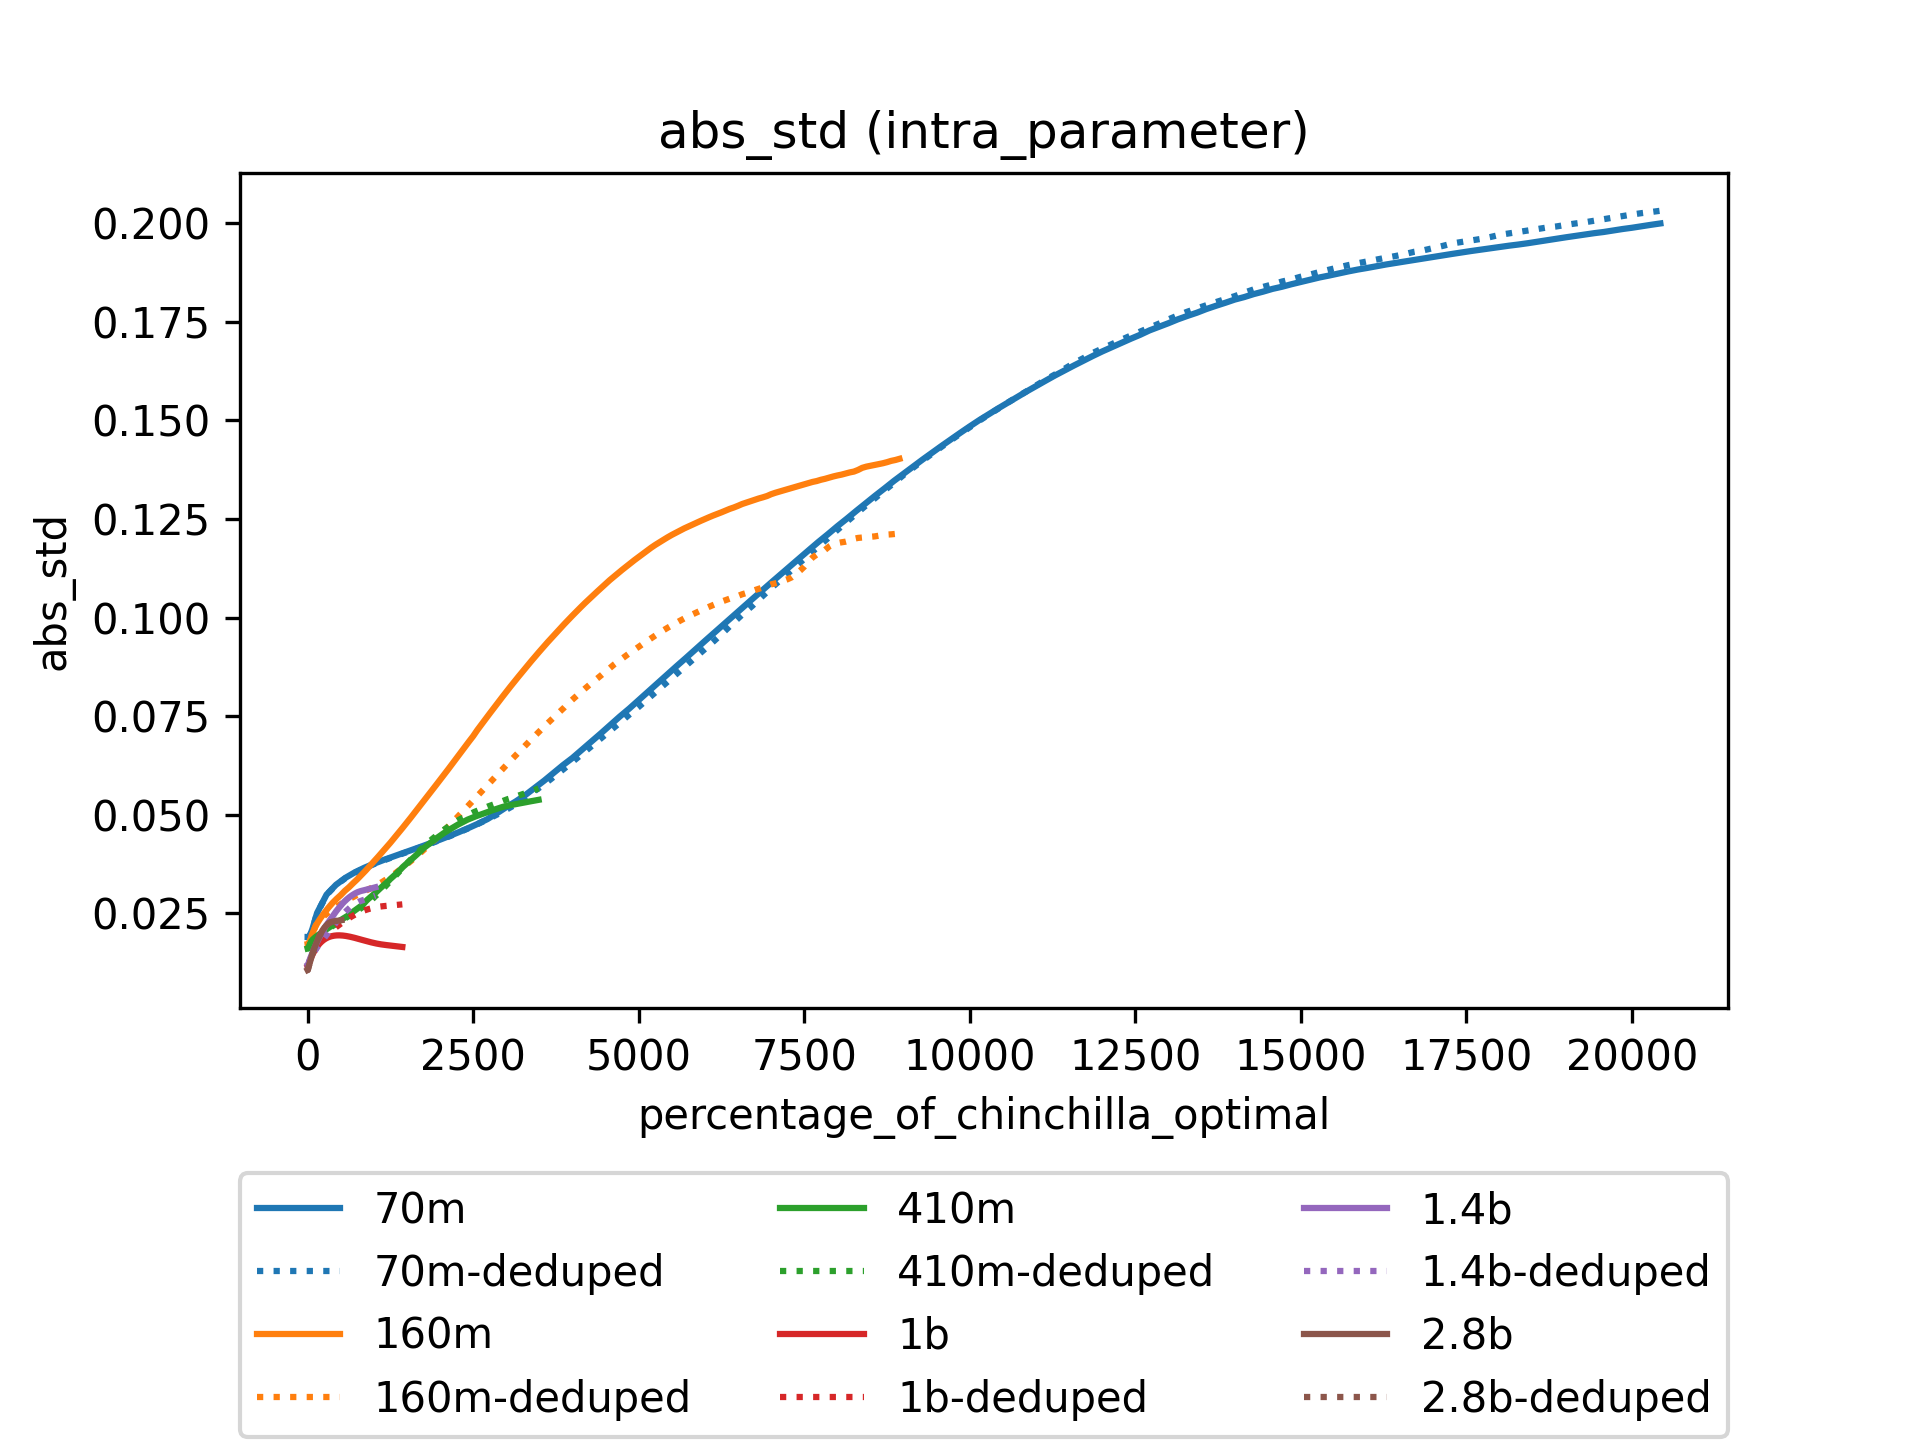 abs_std (intra_parameter)
abs_std
0.200
0.175
0.150
0.125
0.100
0.075
0.050
0.025
0 2500 5000 7500 10000 12500 15000 17500 20000
percentage_of_chinchilla_optimal
70m
70m-deduped
160m
160m-deduped
410m
410m-deduped
1b
1b-deduped
1.4b
1.4b-deduped
2.8b
2.8b-deduped